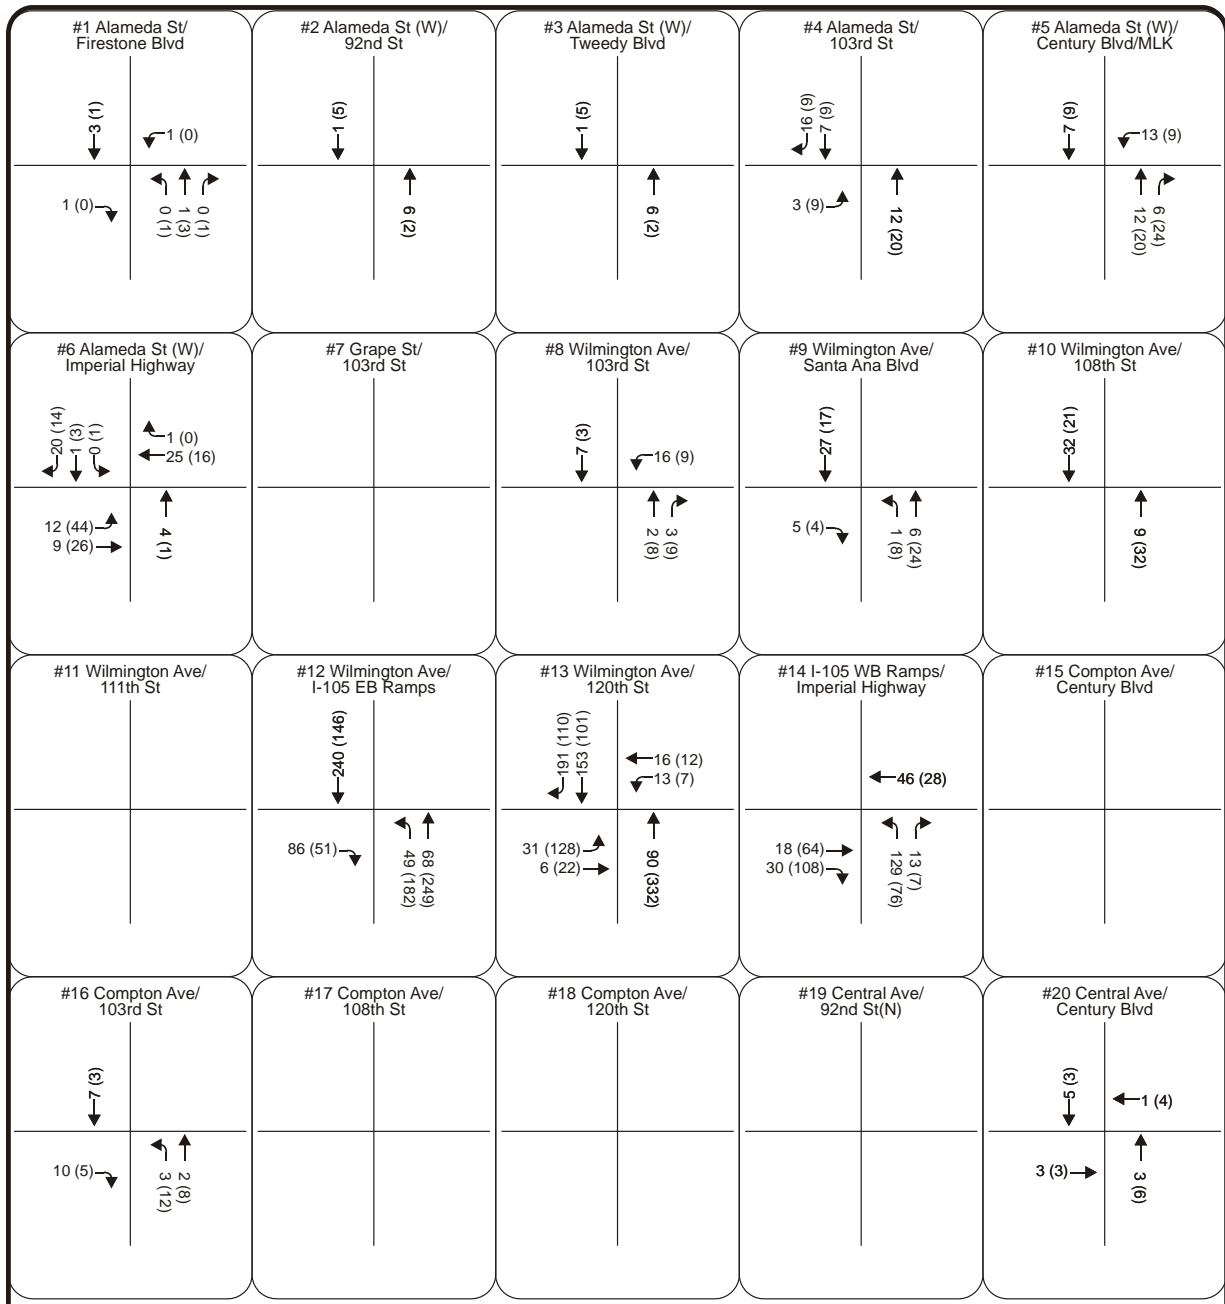 #1 Alameda St/
Firestone Blvd
3 (1)
1 (0)
1 (0)
0 (1)
1 (3)
0 (1)
#2 Alameda St (W)/
92nd St
1 (5)
6 (2)
#3 Alameda St (W)/
Tweedy Blvd
1 (5)
6 (2)
#4 Alameda St/
103rd St
16 (9)
7 (9)
3 (9)
12 (20)
#5 Alameda St (W)/
Century Blvd/MLK
7 (9)
13 (9)
12 (20)
6 (24)
#6 Alameda St (W)/
Imperial Highway
20 (14)
1 (3)
0 (1)
1 (0)
25 (16)
12 (44)
9 (26)
4 (1)
#7 Grape St/
103rd St
#8 Wilmington Ave/
103rd St
7 (3)
16 (9)
2 (8)
3 (9)
#9 Wilmington Ave/
Santa Ana Blvd
27 (17)
5 (4)
1 (8)
6 (24)
#10 Wilmington Ave/
108th St
32 (21)
9 (32)
#11 Wilmington Ave/
111th St
#12 Wilmington Ave/
I-105 EB Ramps
240 (146)
86 (51)
49 (182)
68 (249)
#13 Wilmington Ave/
120th St
191 (110)
153 (101)
16 (12)
13 (7)
31 (128)
6 (22)
90 (332)
#14 I-105 WB Ramps/
Imperial Highway
46 (28)
18 (64)
30 (108)
129 (76)
13 (7)
#15 Compton Ave/
Century Blvd
#16 Compton Ave/
103rd St
7 (3)
10 (5)
3 (12)
2 (8)
#17 Compton Ave/
108th St
#18 Compton Ave/
120th St
#19 Central Ave/
92nd St(N)
#20 Central Ave/
Century Blvd
5 (3)
1 (4)
3 (3)
3 (6)